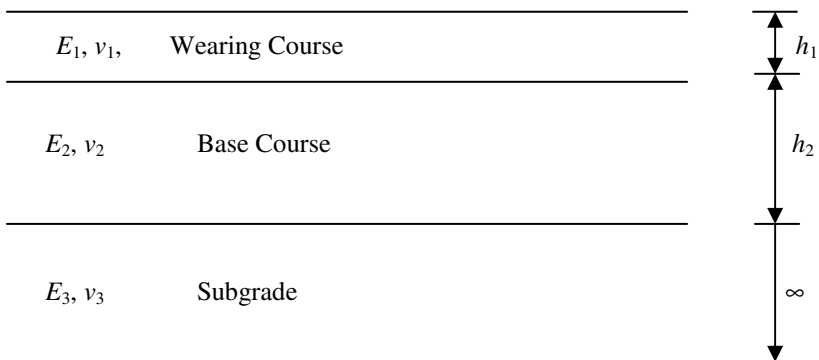 E₁, v₁, Wearing Course h₁
E₂, v₂ Base Course h₂
E₃, v₃ Subgrade ∞